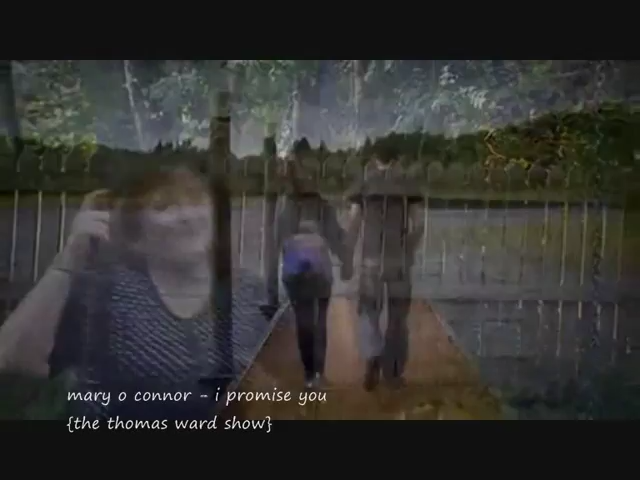 mary o connor - i promise you
{the thomas ward show}